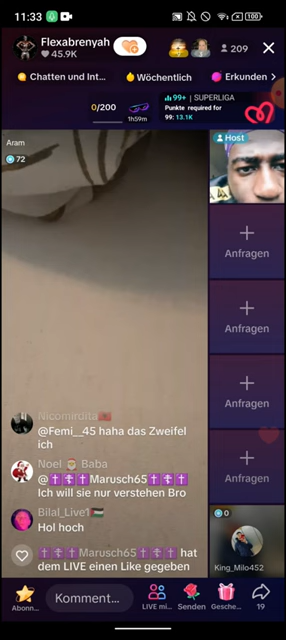 11:33
100
Flexabrenyah
45.9K
209
Chatten und Int...
Wöchentlich
Erkunden
0/200
1h59m
99+ | SUPERLIGA
Punkte required for
99: 13.1K
Aram
72
Host
Anfragen
Anfragen
Anfragen
Anfragen
Nicomirdita
@Femi__45 haha das Zweifel
ich
Noel Baba
@Marusch65
Ich will sie nur verstehen Bro
Bilal_Live1
Hol hoch
Marusch65 hat
dem LIVE einen Like gegeben
0
King_Milo452
Abonn...
Komment...
LIVE mi...
Senden
Gesche...
19